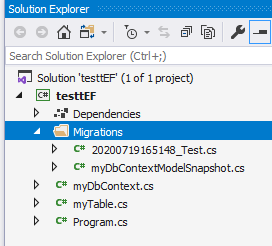 Solution Explorer
Search Solution Explorer (Ctrl+;)
Solution 'testtEF' (1 of 1 project)
C# testtEF
Dependencies
Migrations
C# 20200719165148_Test.cs
C# myDbContextModelSnapshot.cs
C# myDbContext.cs
C# myTable.cs
C# Program.cs